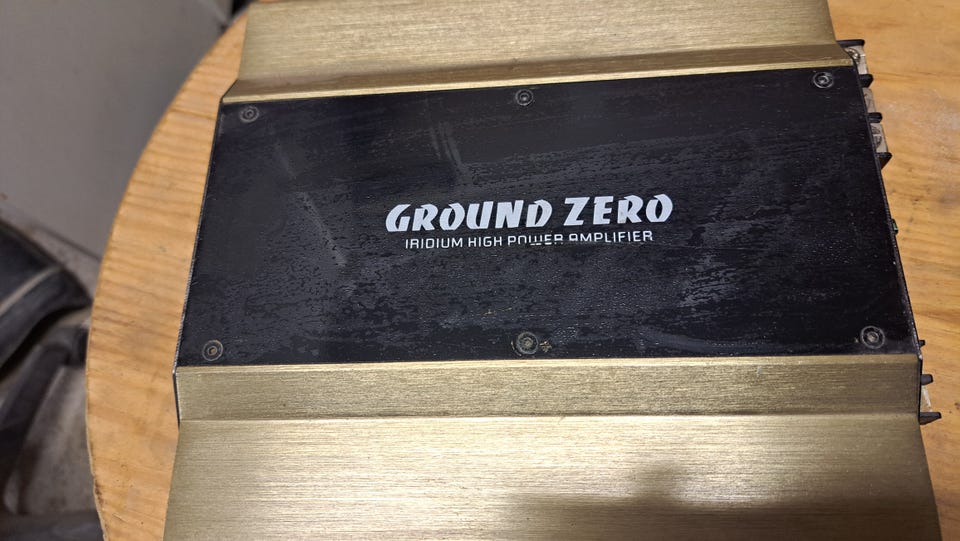 GROUND ZERO
IRIDIUM HIGH POWER AMPLIFIER